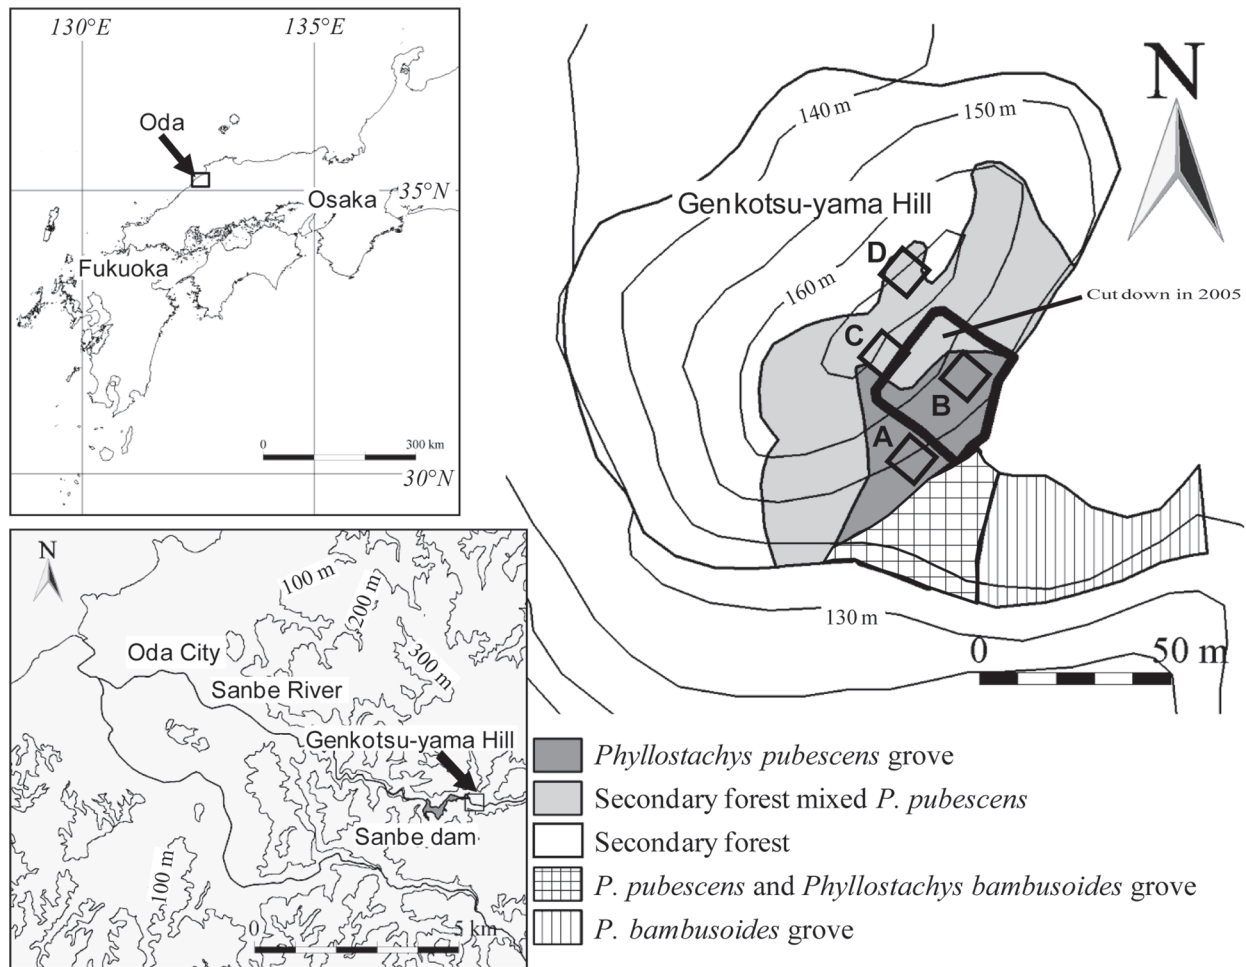 130°E
135°E
Oda
Osaka
35°N
Fukuoka
0
300 km
30°N
N
140 m
150 m
Genkotsu-yama Hill
D
160 m
Cut down in 2005
C
B
A
130 m
0
50 m
N
100 m
200 m
300 m
Oda City
Sanbe River
Genkotsu-yama Hill
Sanbe dam
100 m
0
5 km
Phyllostachys pubescens grove
Secondary forest mixed P. pubescens
Secondary forest
P. pubescens and Phyllostachys bambusoides grove
P. bambusoides grove